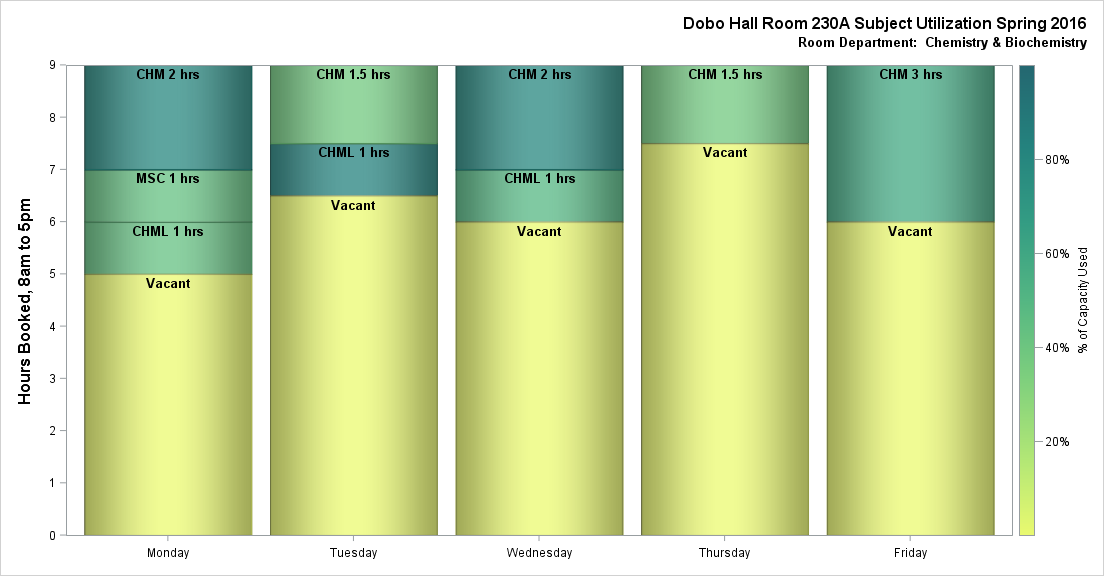 Dobo Hall Room 230A Subject Utilization Spring 2016
Room Department: Chemistry & Biochemistry
Hours Booked, 8am to 5pm
9
8
7
6
5
4
3
2
1
0
CHM 2 hrs
MSC 1 hrs
CHML 1 hrs
Vacant
CHM 1.5 hrs
CHML 1 hrs
Vacant
CHM 2 hrs
CHML 1 hrs
Vacant
CHM 1.5 hrs
Vacant
CHM 3 hrs
Vacant
Monday
Tuesday
Wednesday
Thursday
Friday
80%
60%
40%
20%
% of Capacity Used